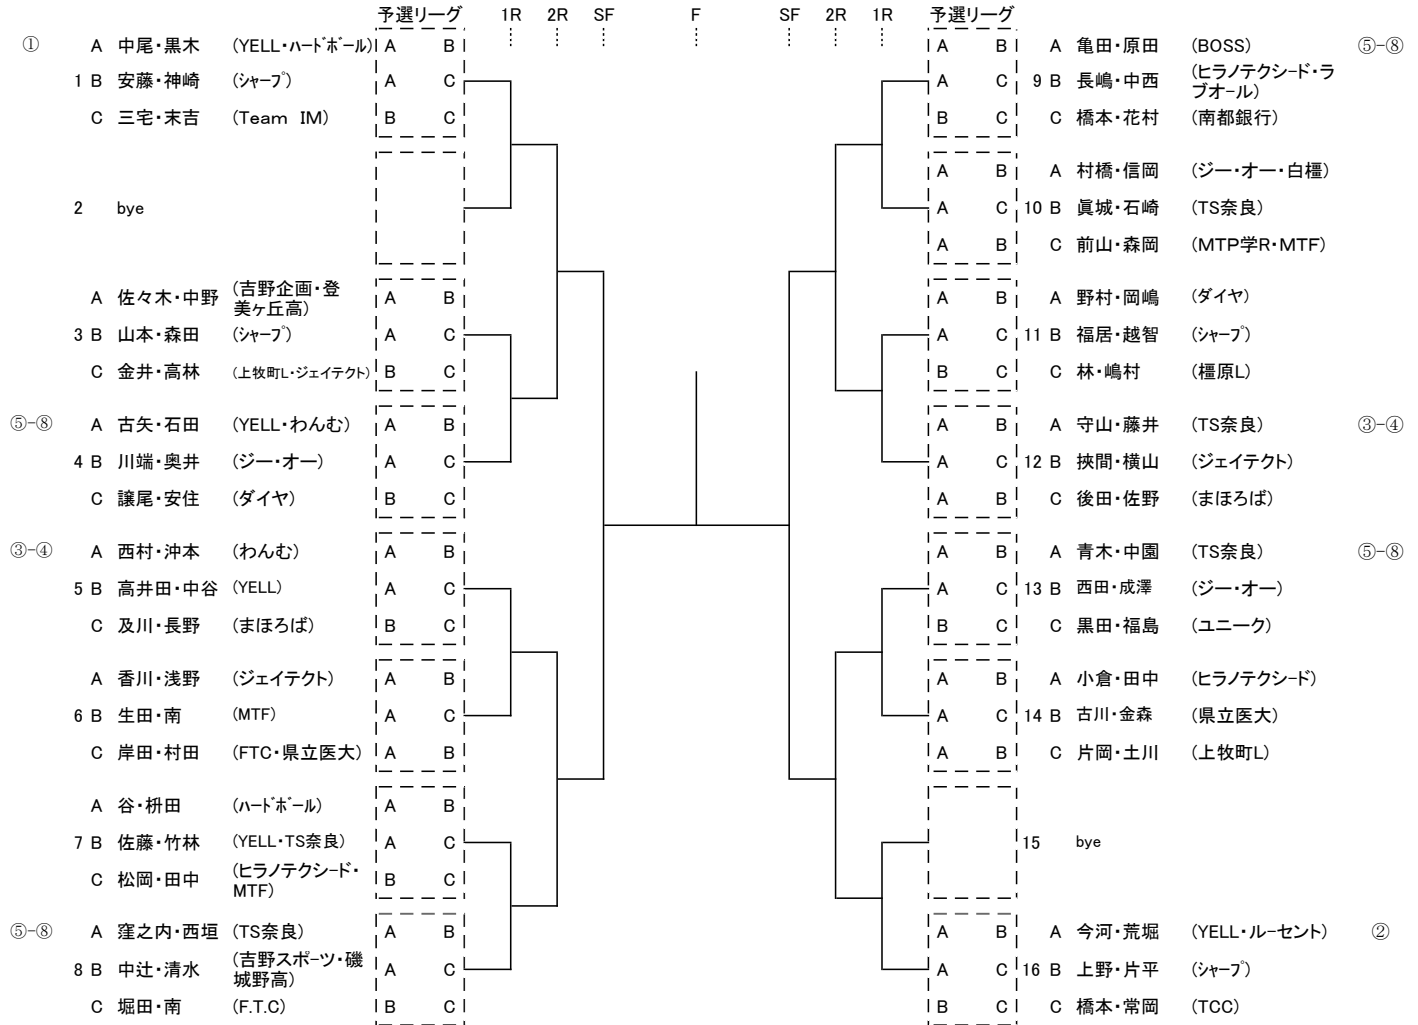 予選リーグ 1R 2R SF F SF 2R 1R 予選リーグ
① A 中尾・黒木 (YELL・ハードボール) A B
1 B 安藤・神崎 (シャープ) A C
C 三宅・末吉 (Team IM) B C
2 bye
A 佐々木・中野 (吉野企画・登
美ヶ丘高) A B
3 B 山本・森田 (シャープ) A C
C 金井・高林 (上牧町L・ジェイテクト) B C
⑤-⑧ A 古矢・石田 (YELL・わんむ) A B
4 B 川端・奥井 (ジー・オー) A C
C 譲尾・安住 (ダイヤ) B C
③-④ A 西村・沖本 (わんむ) A B
5 B 高井田・中谷 (YELL) A C
C 及川・長野 (まほろば) B C
A 香川・浅野 (ジェイテクト) A B
6 B 生田・南 (MTF) A C
C 岸田・村田 (FTC・県立医大) A B
A 谷・枡田 (ハードボール) A B
7 B 佐藤・竹林 (YELL・TS奈良) A C
C 松岡・田中 (ヒラノテクシード・
MTF) B C
⑤-⑧ A 窪之内・西垣 (TS奈良) A B
8 B 中辻・清水 (吉野スポーツ・磯
城野高) A C
C 堀田・南 (F.T.C) B C
A B A 亀田・原田 (BOSS) ⑤-⑧
A C 9 B 長嶋・中西 (ヒラノテクシード・ラ
ブオール)
B C C 橋本・花村 (南都銀行)
A B A 村橋・信岡 (ジー・オー・白橿)
A C 10 B 眞城・石崎 (TS奈良)
A B C 前山・森岡 (MTP学R・MTF)
A B A 野村・岡嶋 (ダイヤ)
A C 11 B 福居・越智 (シャープ)
B C C 林・嶋村 (橿原L)
A B A 守山・藤井 (TS奈良) ③-④
A C 12 B 挾間・横山 (ジェイテクト)
A B C 後田・佐野 (まほろば)
A B A 青木・中園 (TS奈良) ⑤-⑧
A C 13 B 西田・成澤 (ジー・オー)
B C C 黒田・福島 (ユニーク)
A B A 小倉・田中 (ヒラノテクシード)
A C 14 B 古川・金森 (県立医大)
A B C 片岡・土川 (上牧町L)
15 bye
A B A 今河・荒堀 (YELL・ルーセント) ②
A C 16 B 上野・片平 (シャープ)
B C C 橋本・常岡 (TCC)